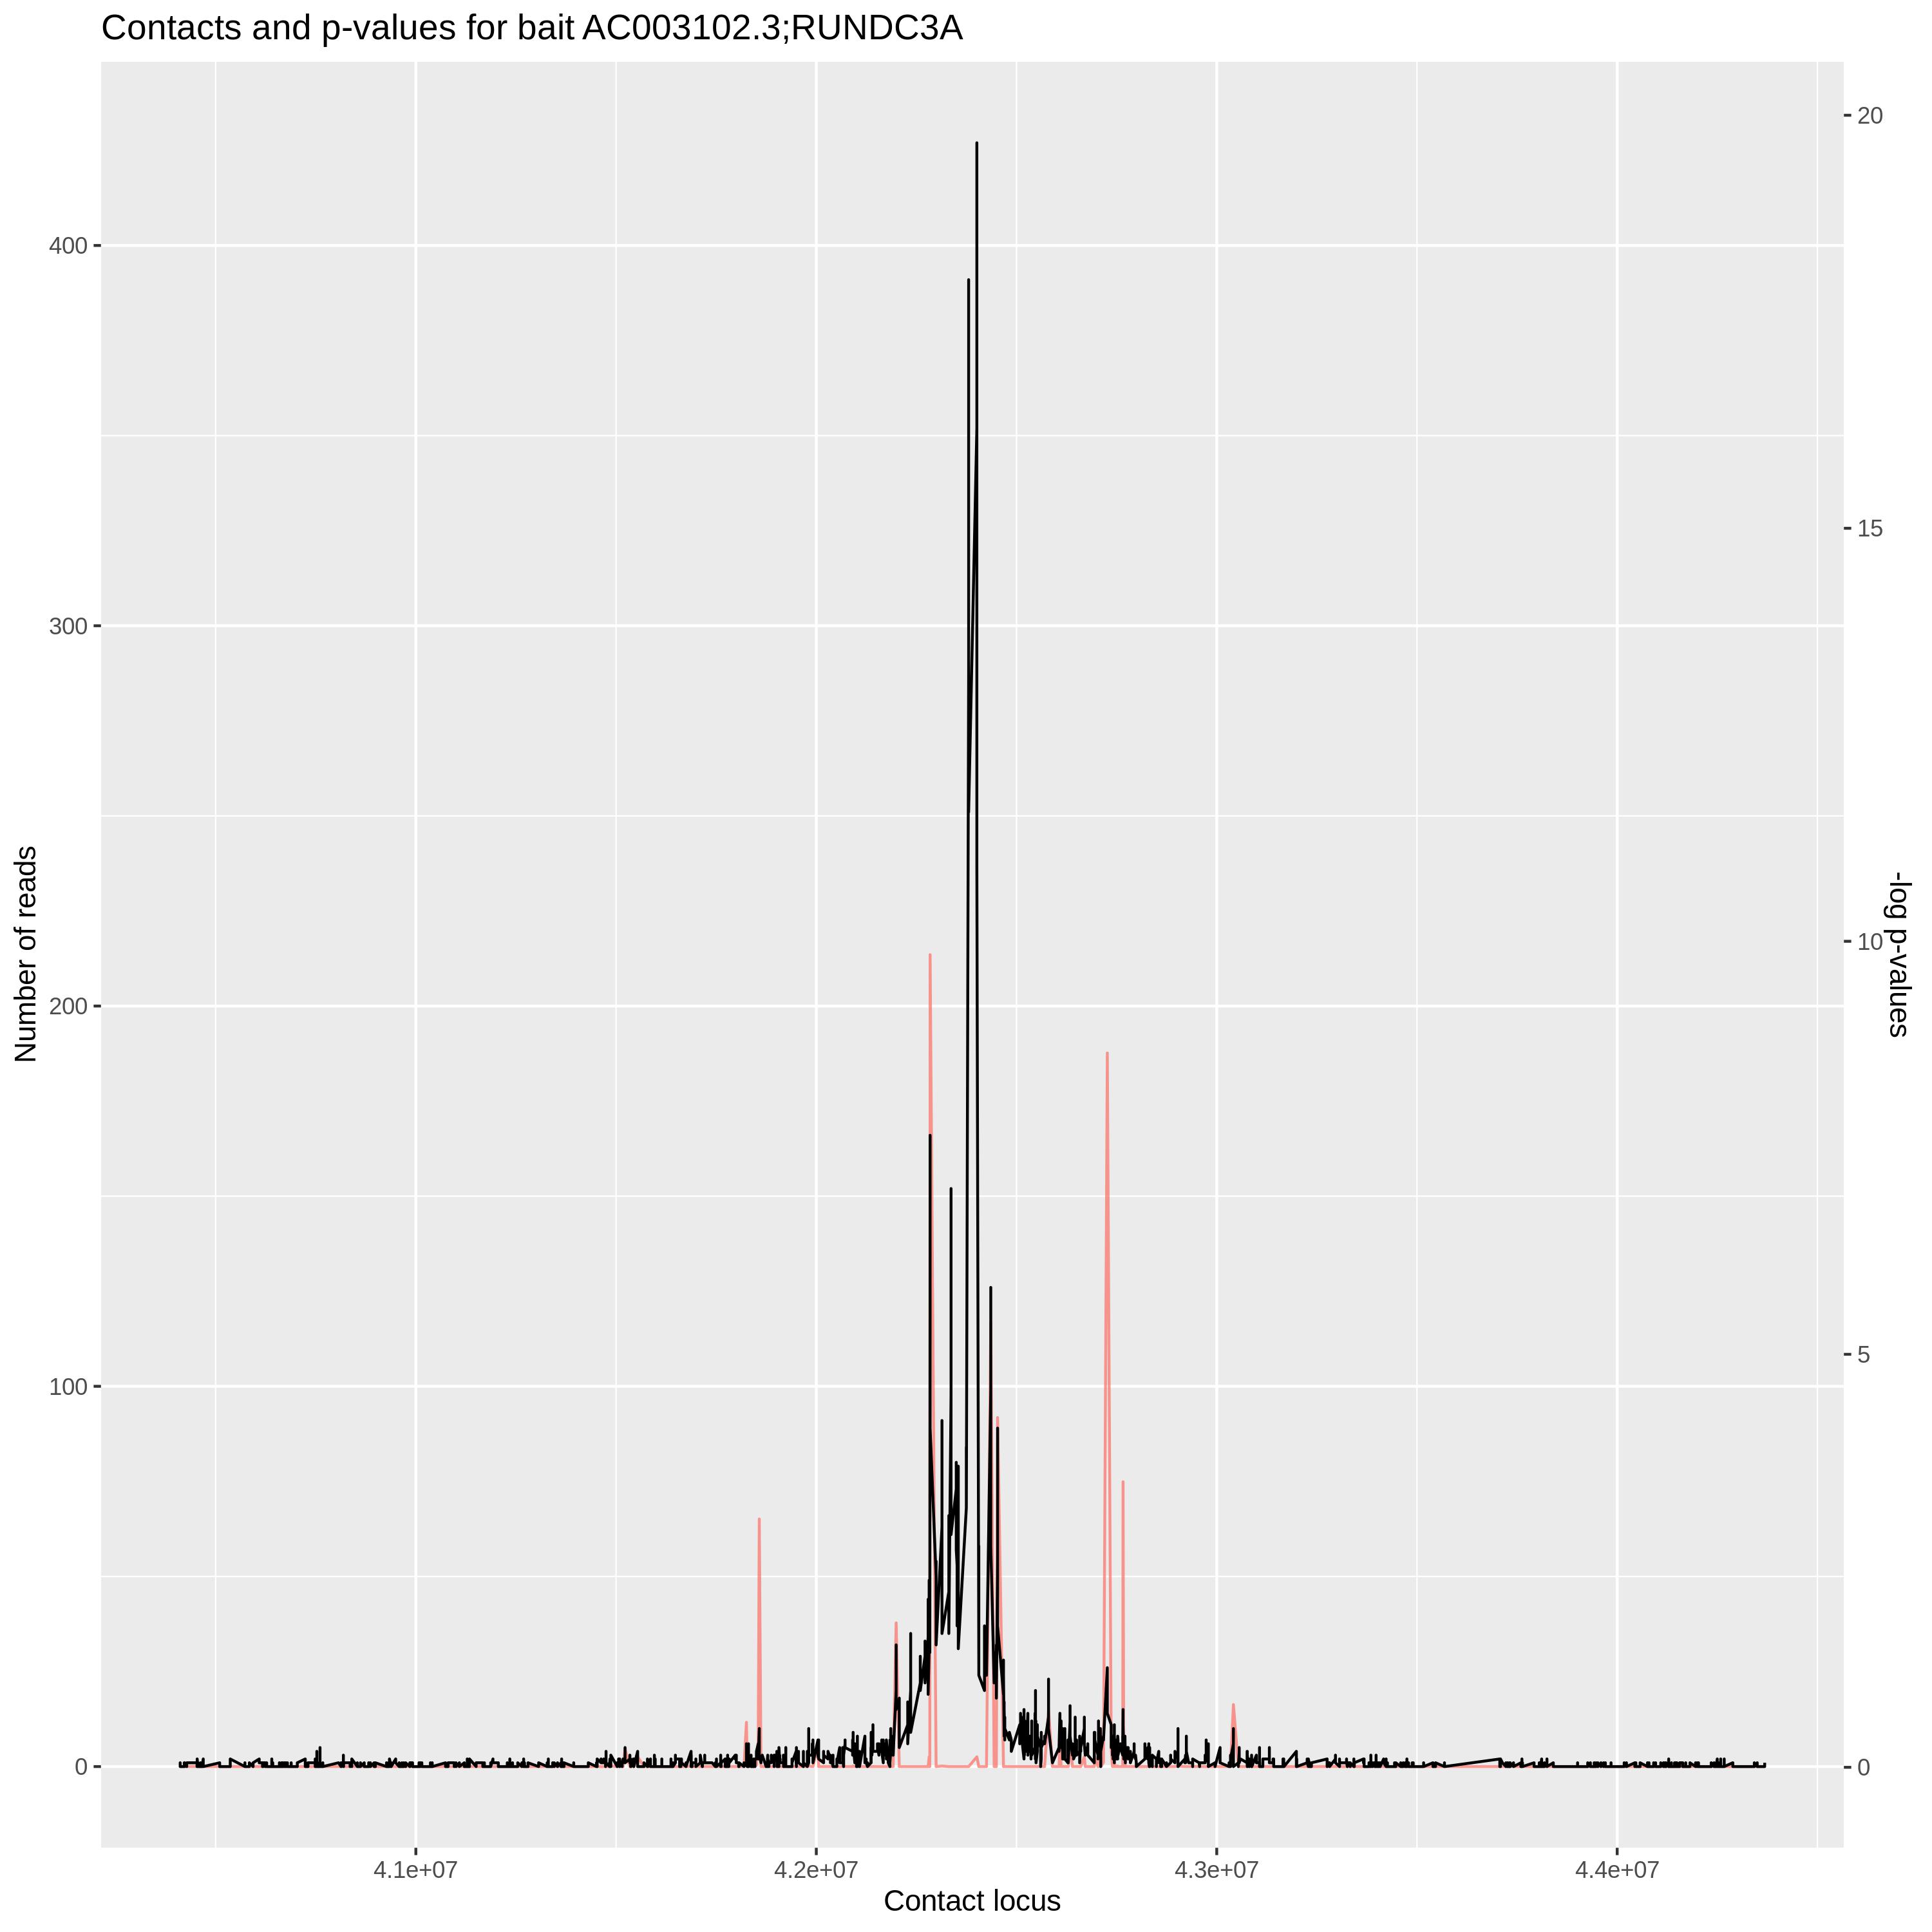 Contacts and p-values for bait AC003102.3;RUNDC3A
400
300
200
100
0
20
15
10
5
0
Number of reads
-log p-values
4.1e+07
4.2e+07
4.3e+07
4.4e+07
Contact locus